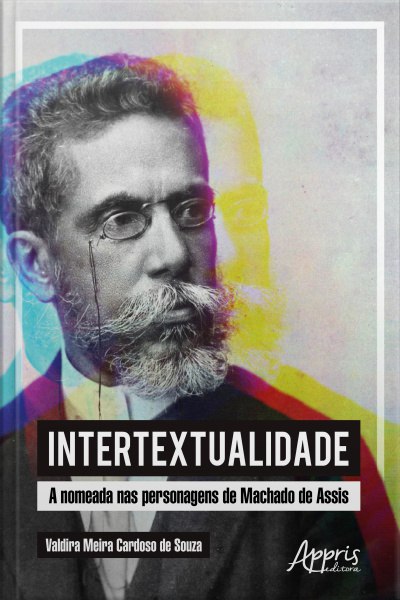 INTERTEXTUALIDADE
A nomeada nas personagens de Machado de Assis
Valdira Meira Cardoso de Souza
Appris
editora